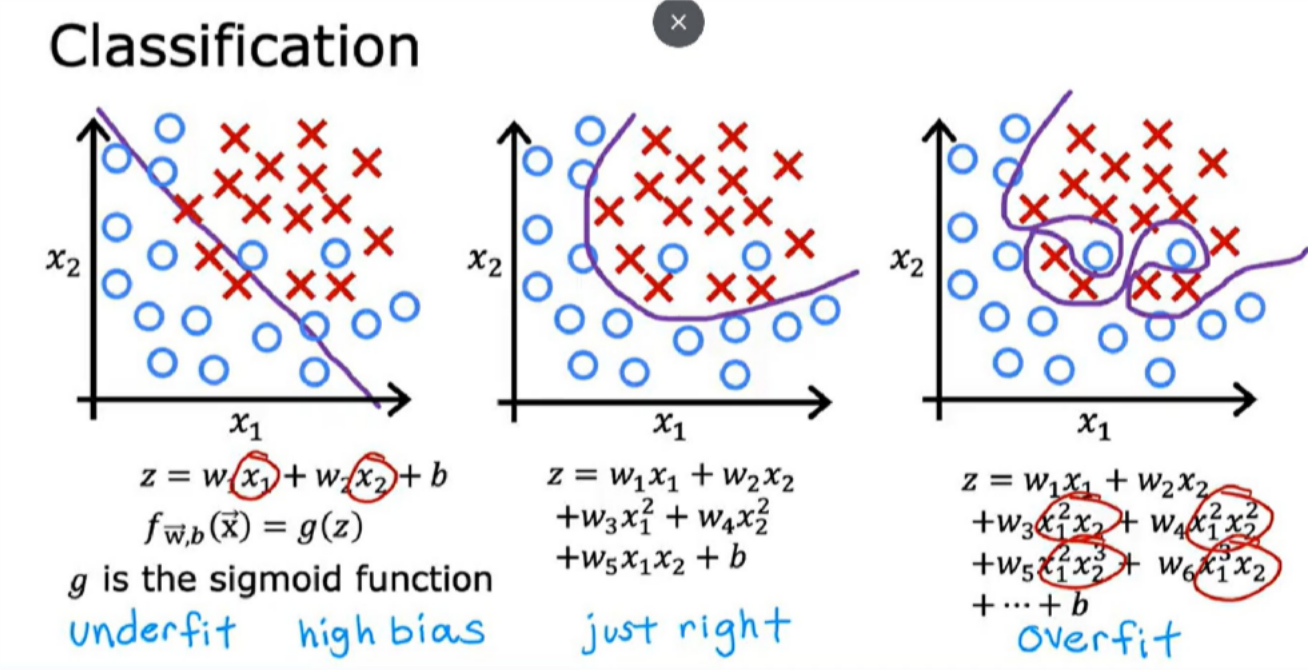 Classification
x₂
x₁
z = w₁x₁ + w₂x₂ + b
f w⃗,b (x⃗) = g(z)
g is the sigmoid function
underfit high bias
x₂
x₁
z = w₁x₁ + w₂x₂
+w₃x₁² + w₄x₂²
+w₅x₁x₂ + b
just right
x₂
x₁
z = w₁x₁ + w₂x₂
+w₃x₁²x₂ + w₄x₁²x₂²
+w₅x₁²x₂³ + w₆x₁³x₂
+ ⋯ + b
overfit